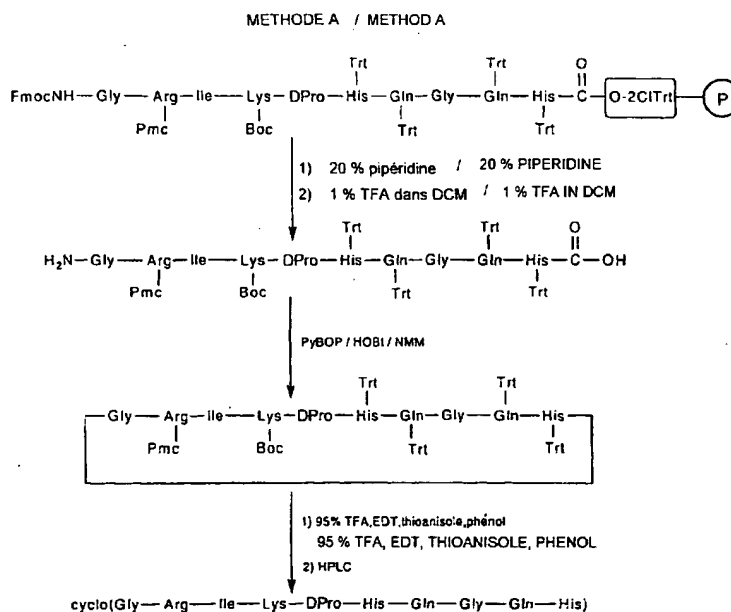 METHODE A / METHOD A
Trt Trt O
FmocNH—Gly—Arg—Ile—Lys—DPro—His—Gln—Gly—Gln—His—C—O-2ClTrt—P
Pmc Boc Trt Trt
1) 20 % pipéridine / 20 % PIPERIDINE
2) 1 % TFA dans DCM / 1 % TFA IN DCM
Trt Trt O
H₂N—Gly—Arg—Ile—Lys—DPro—His—Gln—Gly—Gln—His—C—OH
Pmc Boc Trt Trt
PyBOP / HOBt / NMM
Trt Trt
Gly—Arg—Ile—Lys—DPro—His—Gln—Gly—Gln—His
Pmc Boc Trt Trt
1) 95% TFA,EDT,thioanisole,phénol
95 % TFA, EDT, THIOANISOLE, PHENOL
2) HPLC
cyclo(Gly—Arg—Ile—Lys—DPro—His—Gln—Gly—Gln—His)